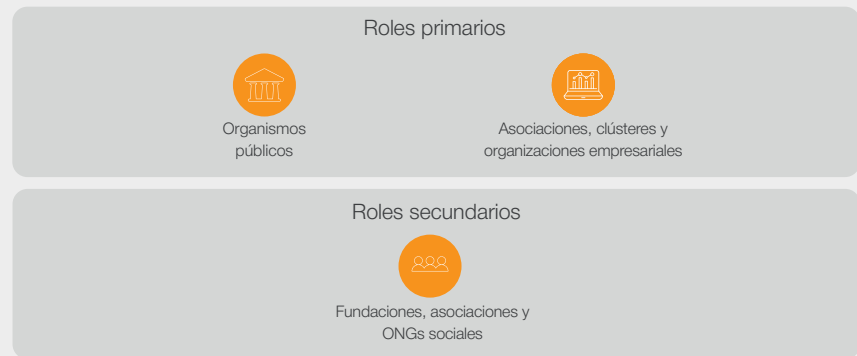 Roles primarios
Organismos
públicos
Asociaciones, clústeres y
organizaciones empresariales
Roles secundarios
Fundaciones, asociaciones y
ONGs sociales